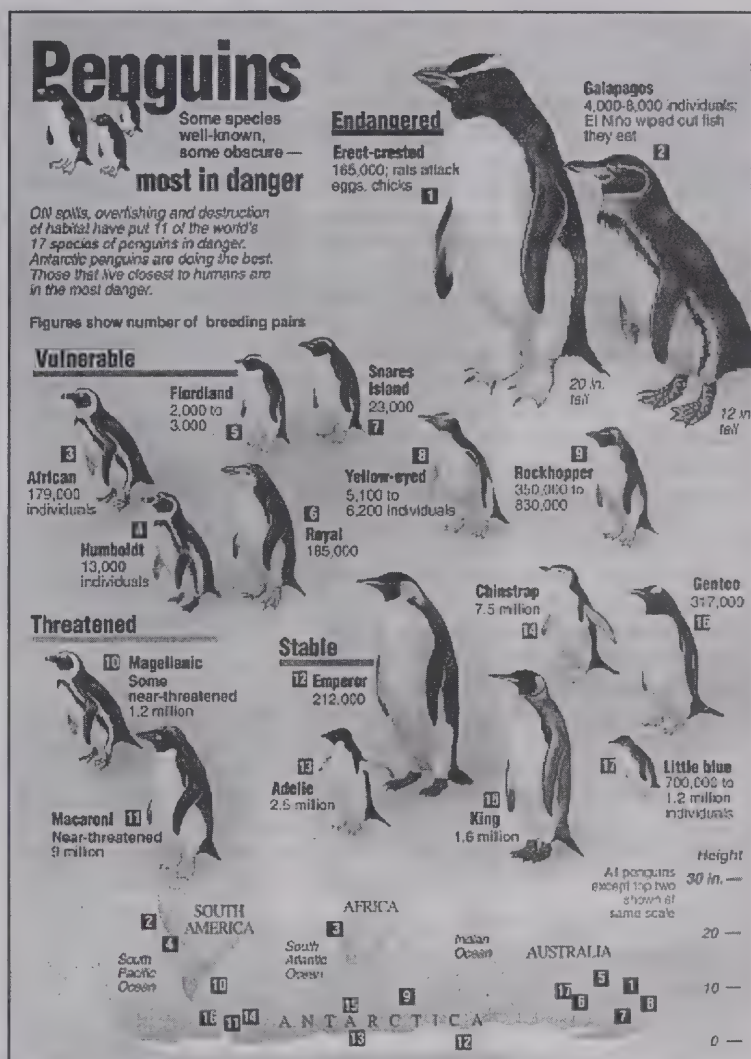 Penguins
Some species
well-known,
some obscure —
most in danger
Oil spills, overfishing and destruction
of habitat have put 11 of the world's
17 species of penguins in danger.
Antarctic penguins are doing the best.
Those that live closest to humans are
in the most danger.
Figures show number of breeding pairs
Endangered
Erect-crested
165,000; rats attack
eggs, chicks
1
20 in.
tall
Galapagos
4,000-8,000 individuals;
El Niño wiped out fish
they eat
2
12 in.
tall
Vulnerable
3
African
179,000
individuals
4
Humboldt
13,000
individuals
Fiordland
2,000 to
3,000
5
6
Royal
185,000
Snares
Island
23,000
7
8
Yellow-eyed
5,100 to
6,200 individuals
9
Rockhopper
350,000 to
830,000
Threatened
10 Magellanic
Some
near-threatened
1.2 million
Macaroni 11
Near-threatened
9 million
Stable
12 Emperor
212,000
13
Adelie
2.5 million
Chinstrap
7.5 million
14
15
King
1.6 million
Gentoo
317,000
16
17
Little blue
700,000 to
1.2 million
individuals
Height
All penguins
except top two
shown at
same scale
30 in. —
20 —
10 —
0 —
SOUTH
AMERICA
AFRICA
AUSTRALIA
South
Pacific
Ocean
South
Atlantic
Ocean
Indian
Ocean
ANTARCTICA
2
4
10
16
11
14
3
15
13
9
12
17
6
5
1
7
8